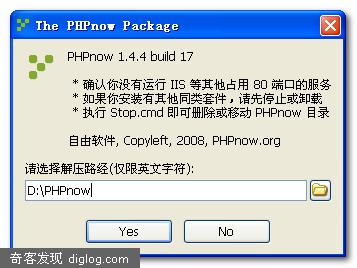 The PHPnow Package
PHPnow 1.4.4 build 17
* 确认你没有运行 IIS 等其他占用 80 端口的服务
* 如果你安装有其他同类套件，请先停止或卸载
* 执行 Stop.cmd 即可删除或移动 PHPnow 目录
自由软件, Copyleft, 2008, PHPnow.org
请选择解压路径(仅限英文字符):
D:\PHPnow
Yes No
奇客发现 diglog.com